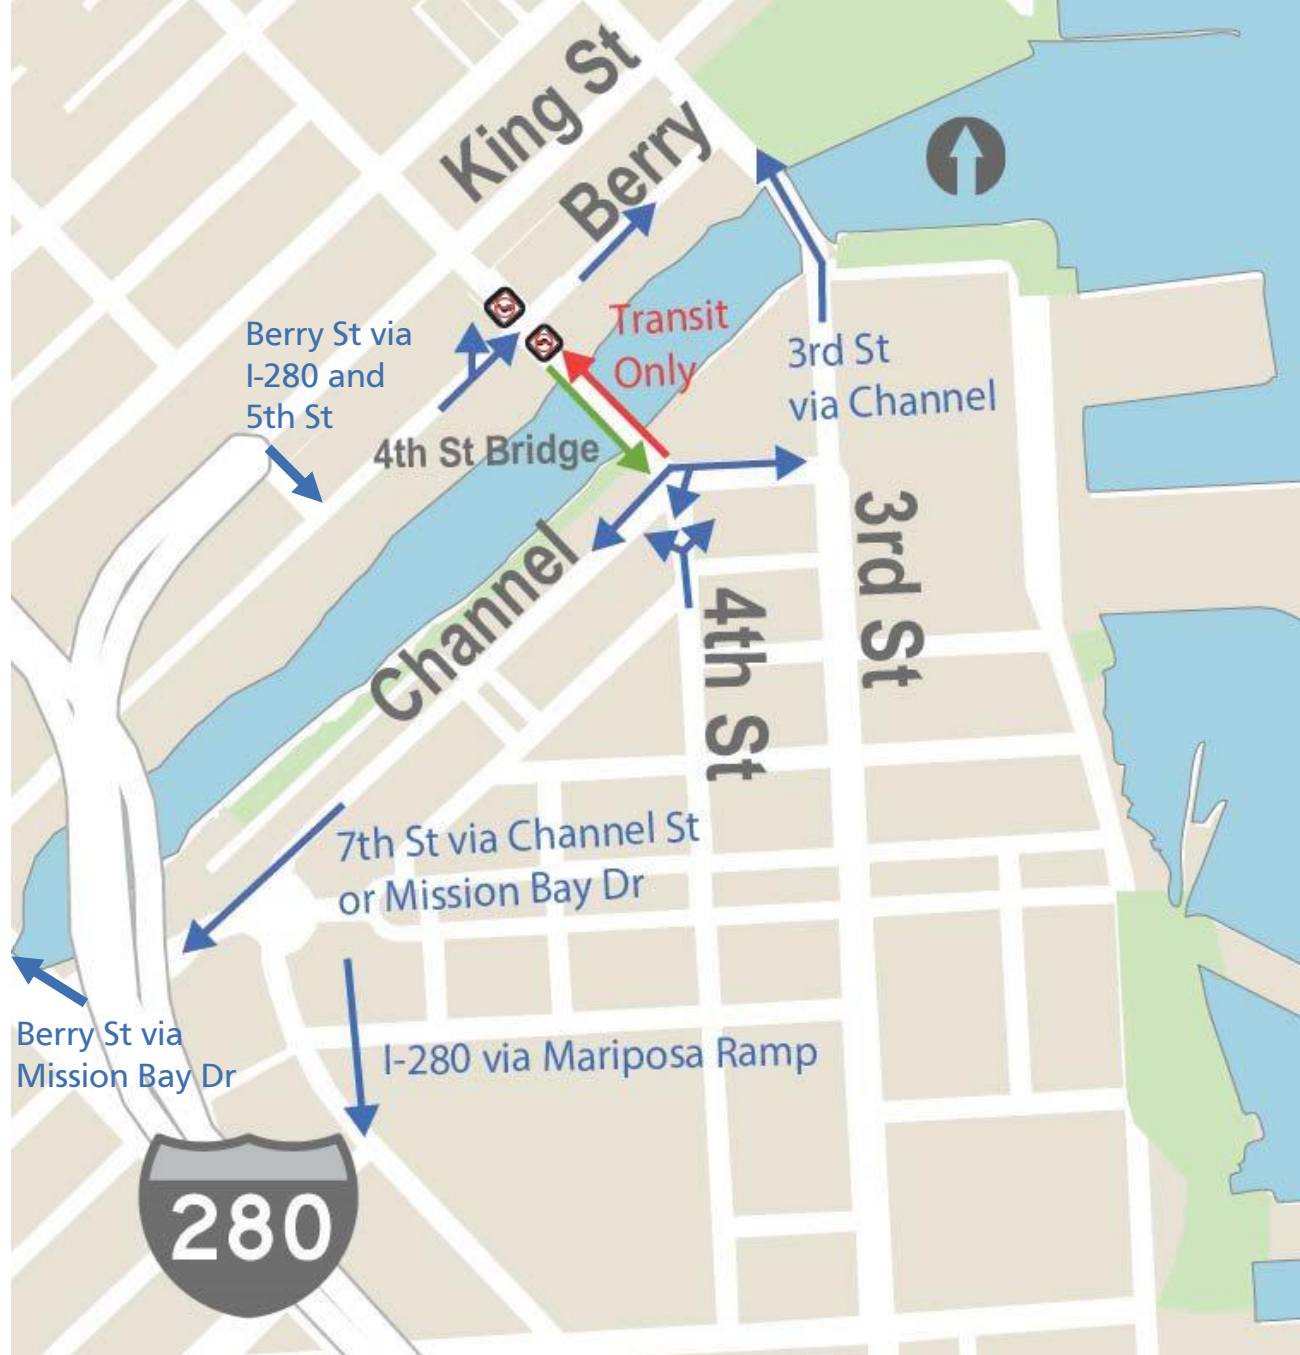 King St
Berry
Berry St via
I-280 and
5th St
Transit
Only
3rd St
via Channel
4th St Bridge
Channel
3rd St
4th St
7th St via Channel St
or Mission Bay Dr
Berry St via
Mission Bay Dr
I-280 via Mariposa Ramp
280